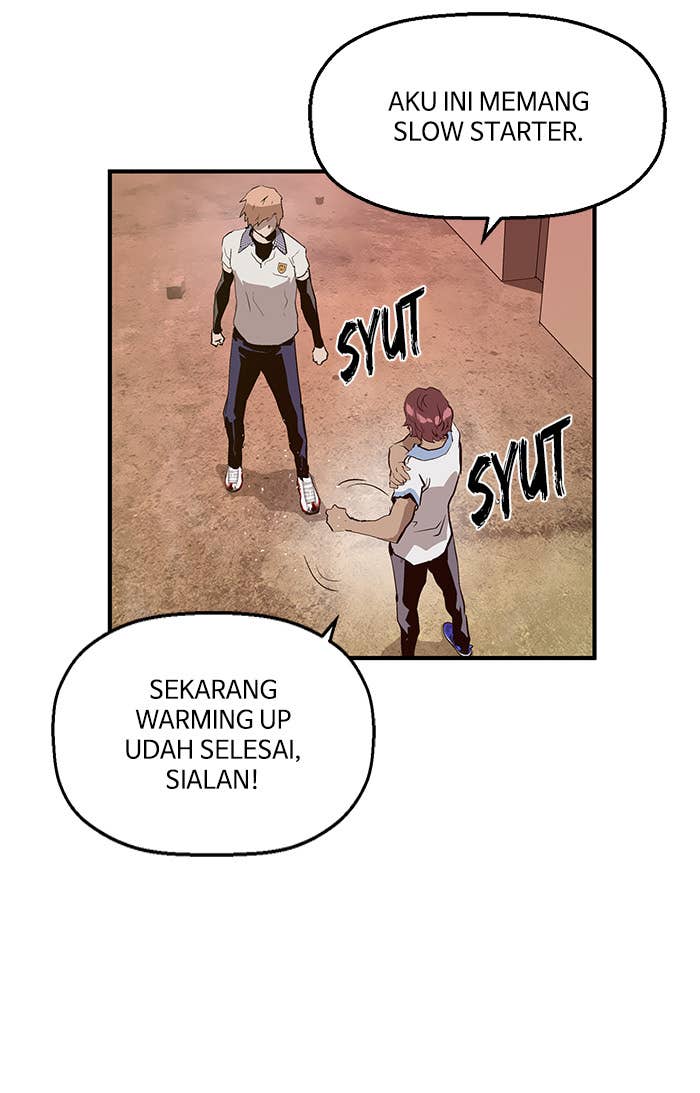 AKU INI MEMANG
SLOW STARTER.
SYUT
SYUT
SEKARANG
WARMING UP
UDAH SELESAI,
SIALAN!